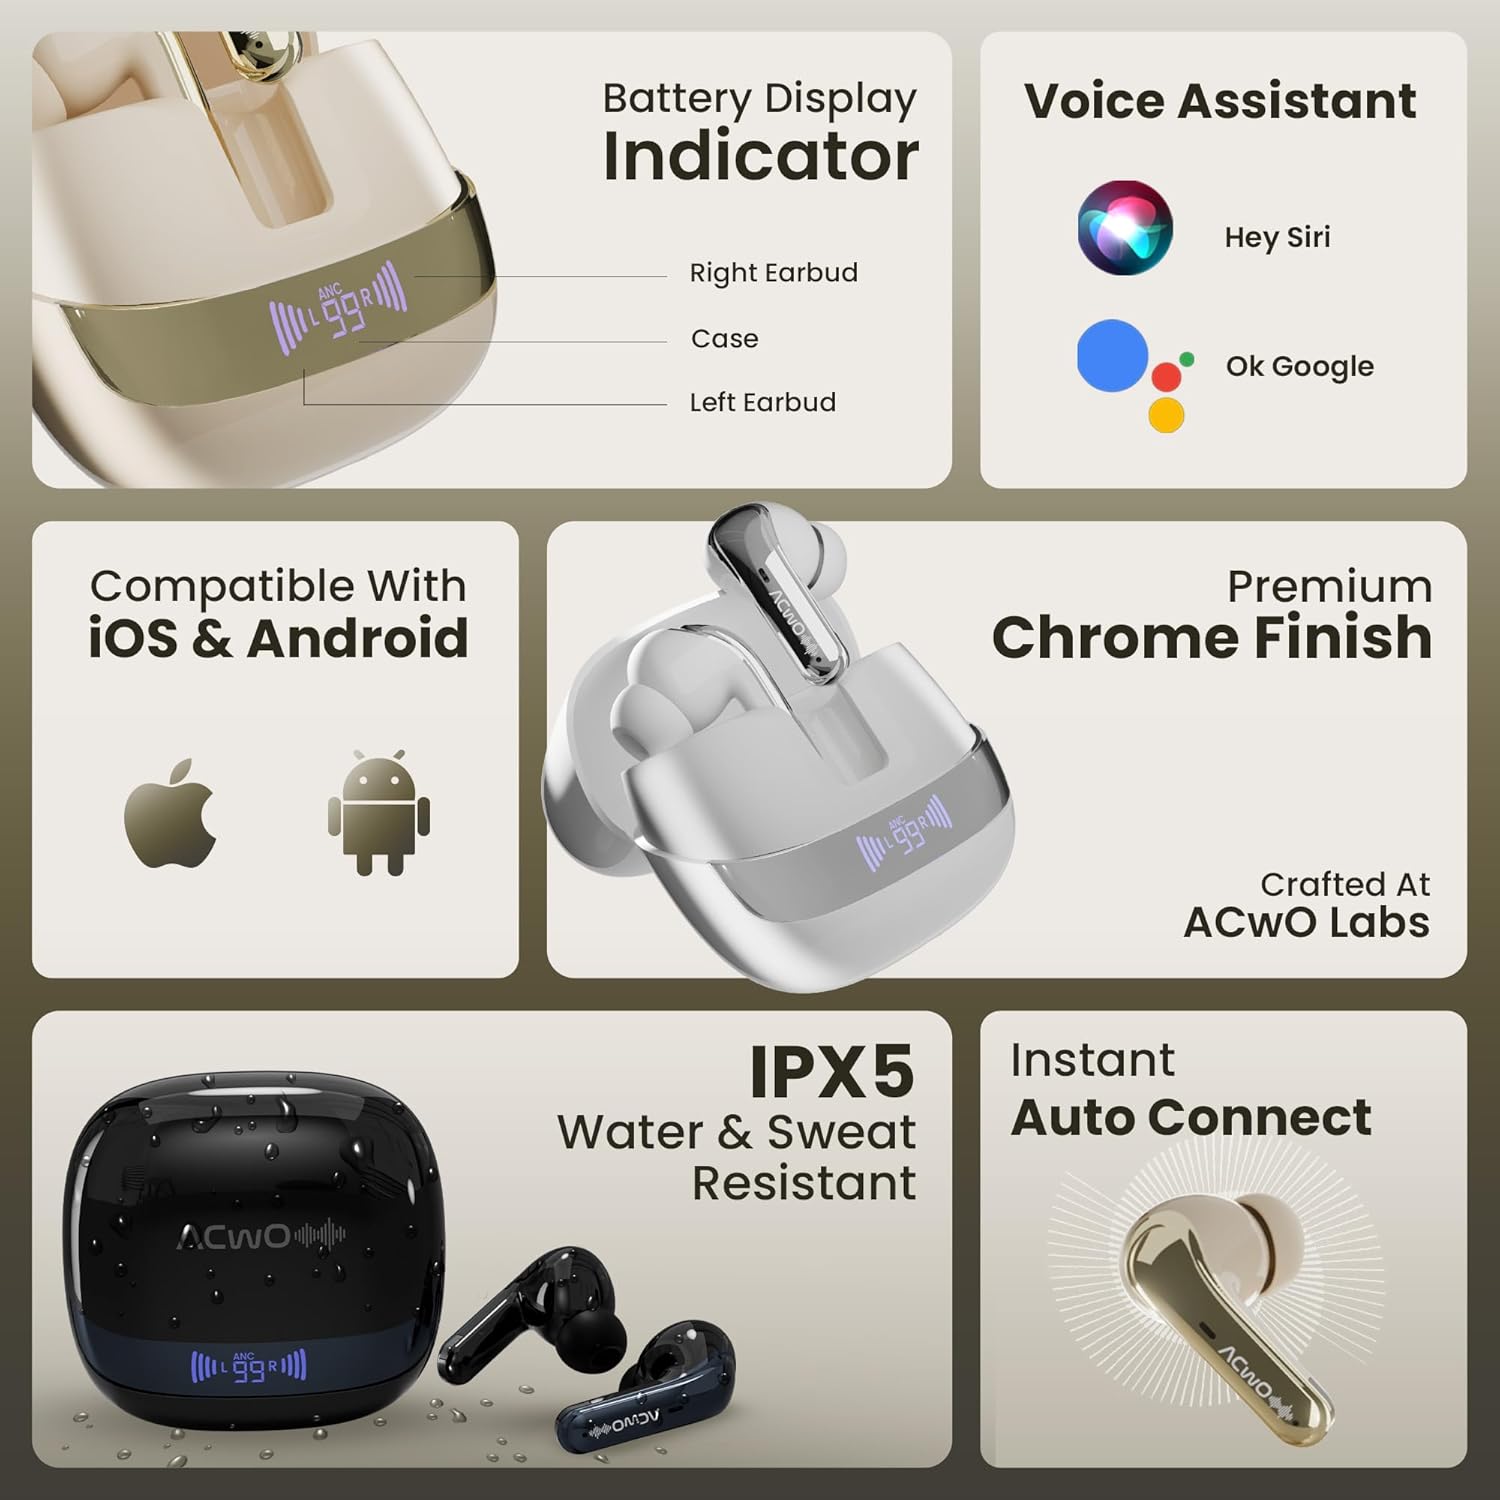 Battery Display
Indicator
ANC
L 99 R
Right Earbud
Case
Left Earbud
Voice Assistant
Hey Siri
Ok Google
Compatible With
iOS & Android
ACwO
ANC
L 99 R
Premium
Chrome Finish
Crafted At
ACwO Labs
IPX5
Water & Sweat
Resistant
ACwO
ANC
L 99 R
ACwO
Instant
Auto Connect
ACwO